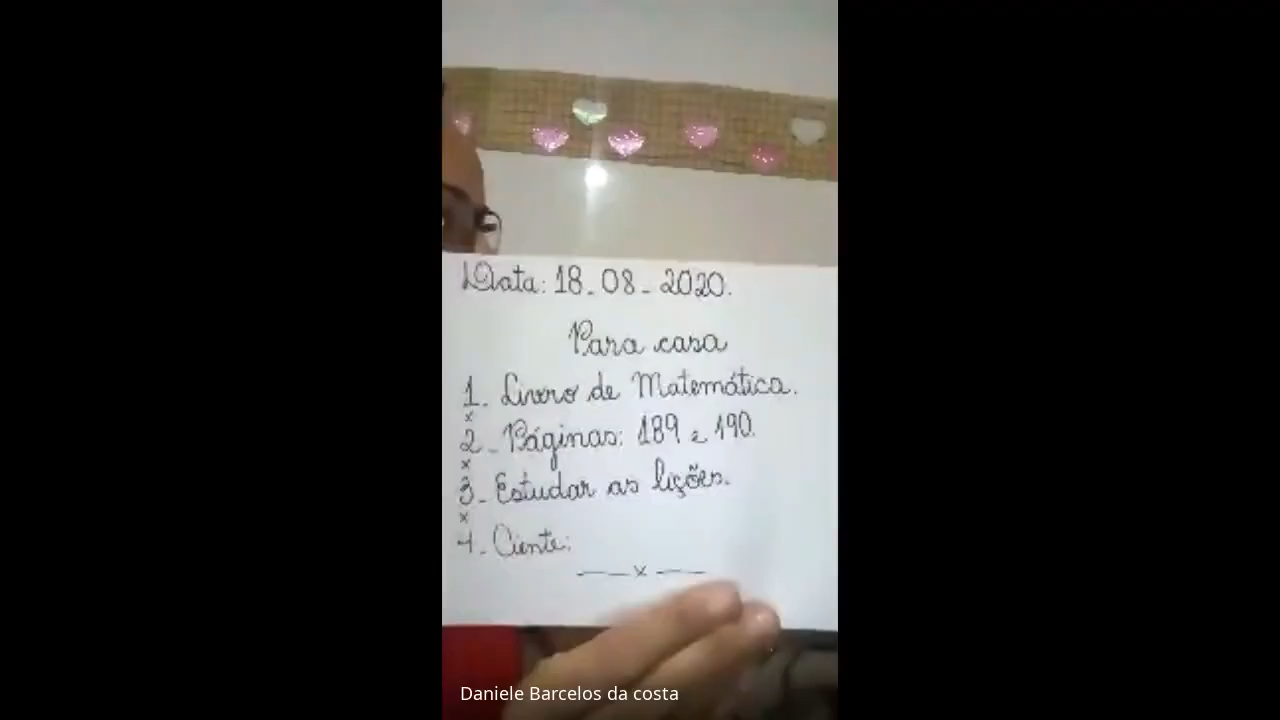 Data: 18-08-2020.
Para casa
1- Livro de Matemática.
x
2- Páginas: 189 e 190.
x
3- Estudar as lições.
x
4- Ciente:
—x—
Daniele Barcelos da costa